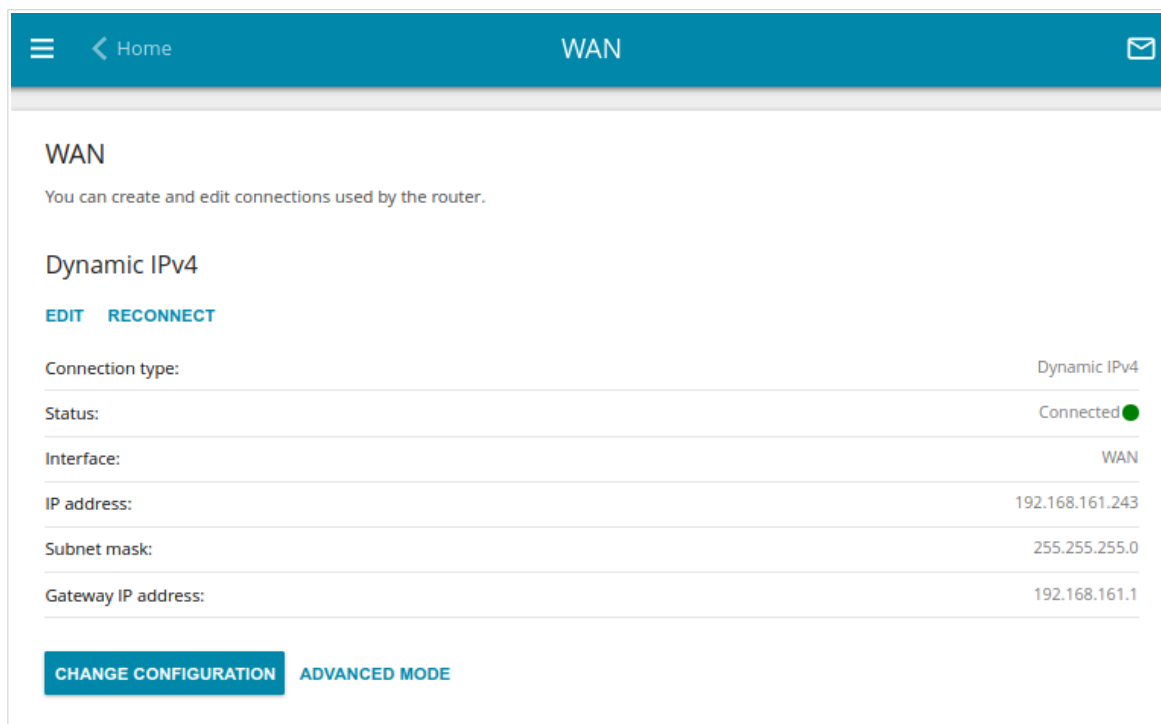 Home
WAN
WAN
You can create and edit connections used by the router.
Dynamic IPv4
EDIT RECONNECT
Connection type: Dynamic IPv4
Status: Connected
Interface: WAN
IP address: 192.168.161.243
Subnet mask: 255.255.255.0
Gateway IP address: 192.168.161.1
CHANGE CONFIGURATION ADVANCED MODE